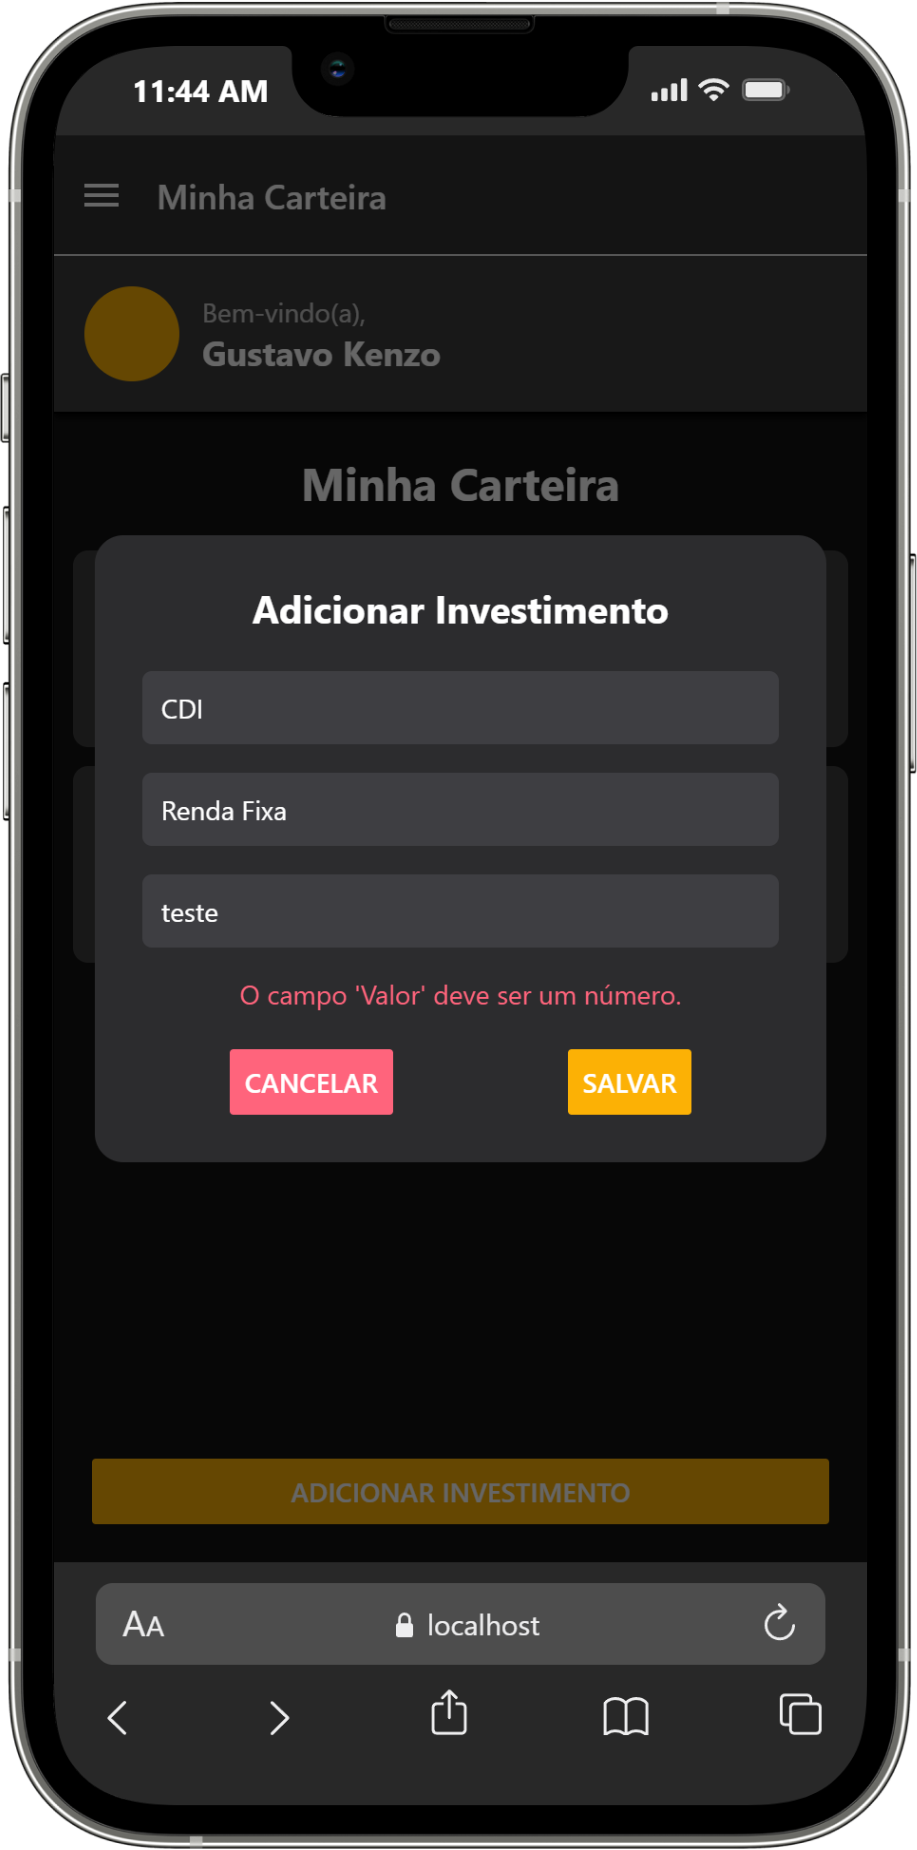 11:44 AM
Minha Carteira
Bem-vindo(a),
Gustavo Kenzo
Minha Carteira
Adicionar Investimento
CDI
Renda Fixa
teste
O campo 'Valor' deve ser um número.
CANCELAR
SALVAR
ADICIONAR INVESTIMENTO
AA
localhost